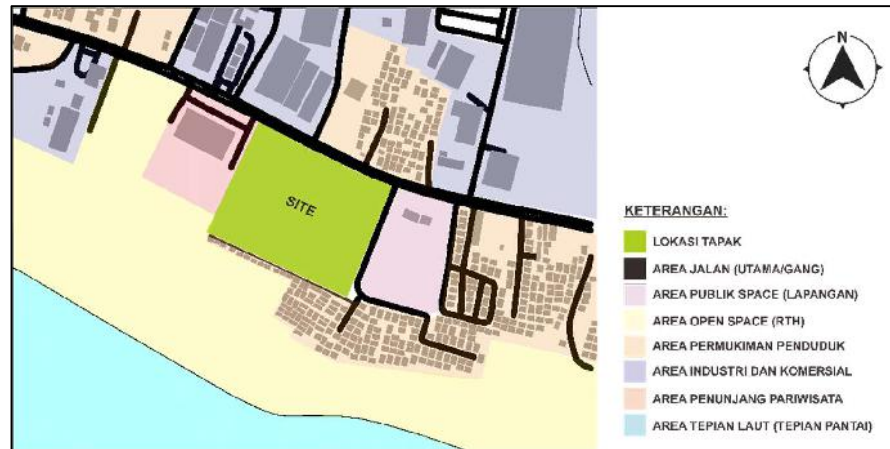 N
SITE
KETERANGAN:
LOKASI TAPAK
AREA JALAN (UTAMA/GANG)
AREA PUBLIK SPACE (LAPANGAN)
AREA OPEN SPACE (RTH)
AREA PERMUKIMAN PENDUDUK
AREA INDUSTRI DAN KOMERSIAL
AREA PENUNJANG PARIWISATA
AREA TEPIAN LAUT (TEPIAN PANTAI)